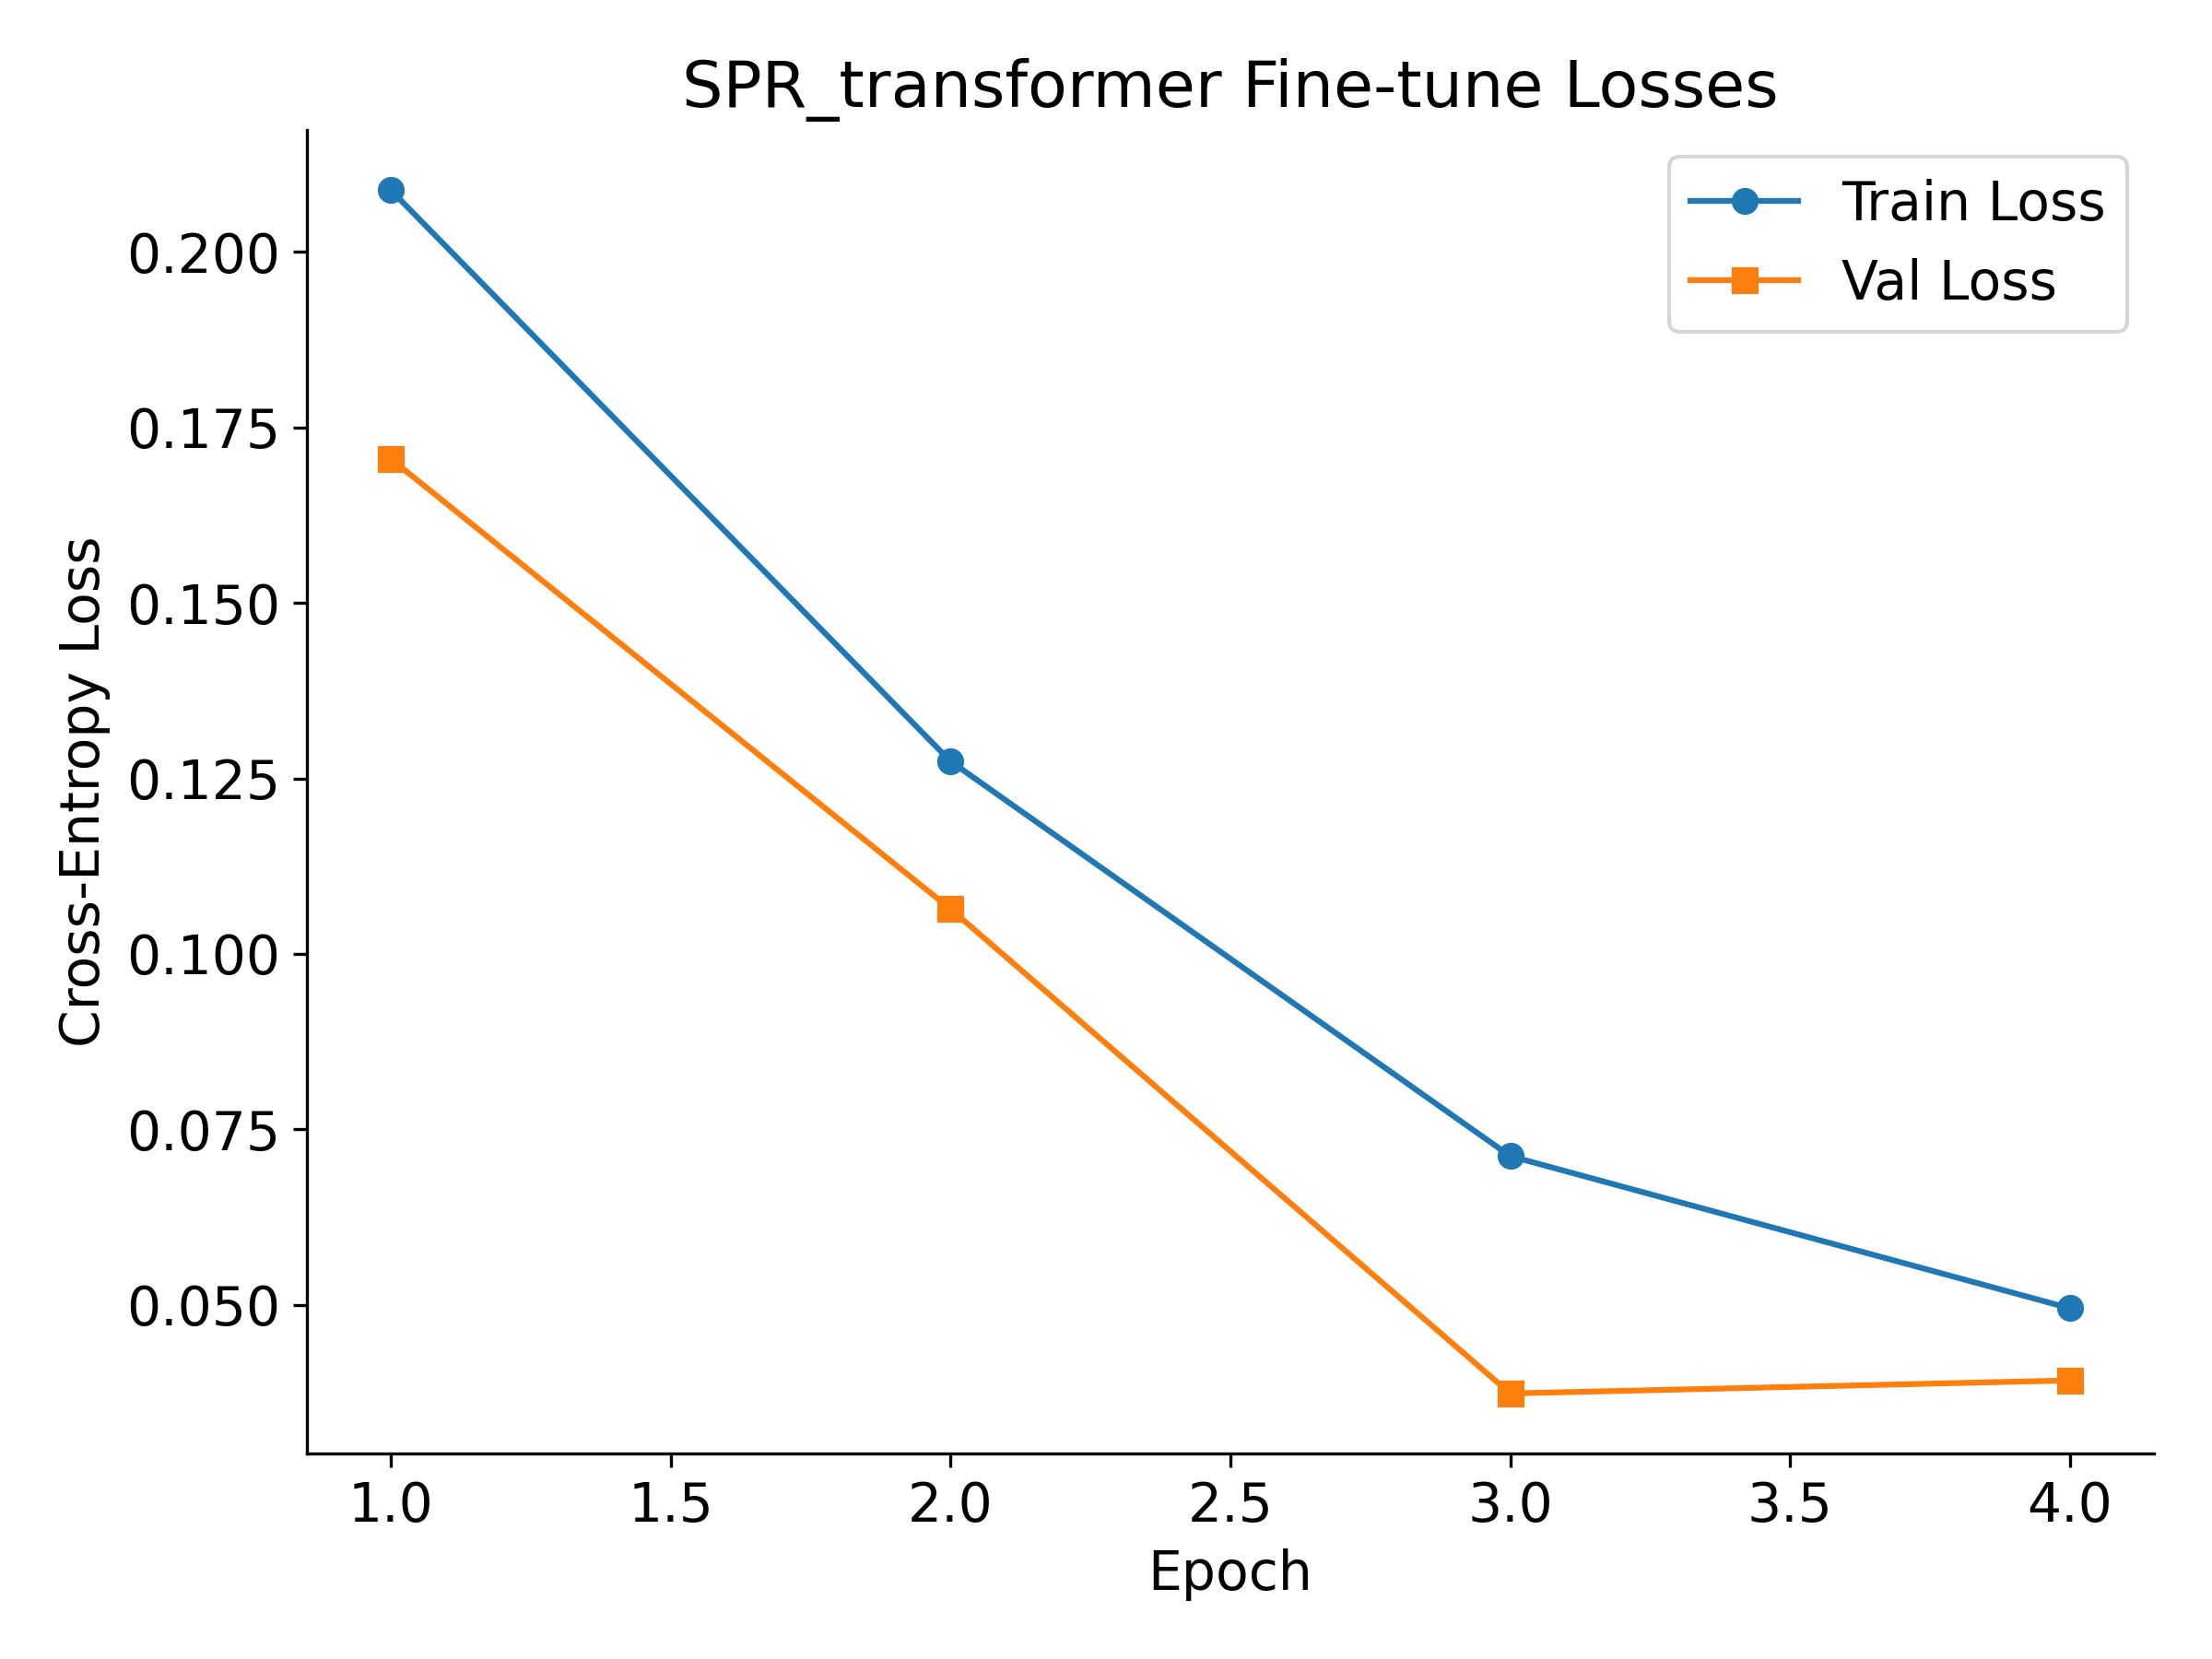 SPR_transformer Fine-tune Losses
Train Loss
Val Loss
Cross-Entropy Loss
0.200
0.175
0.150
0.125
0.100
0.075
0.050
1.0 1.5 2.0 2.5 3.0 3.5 4.0
Epoch